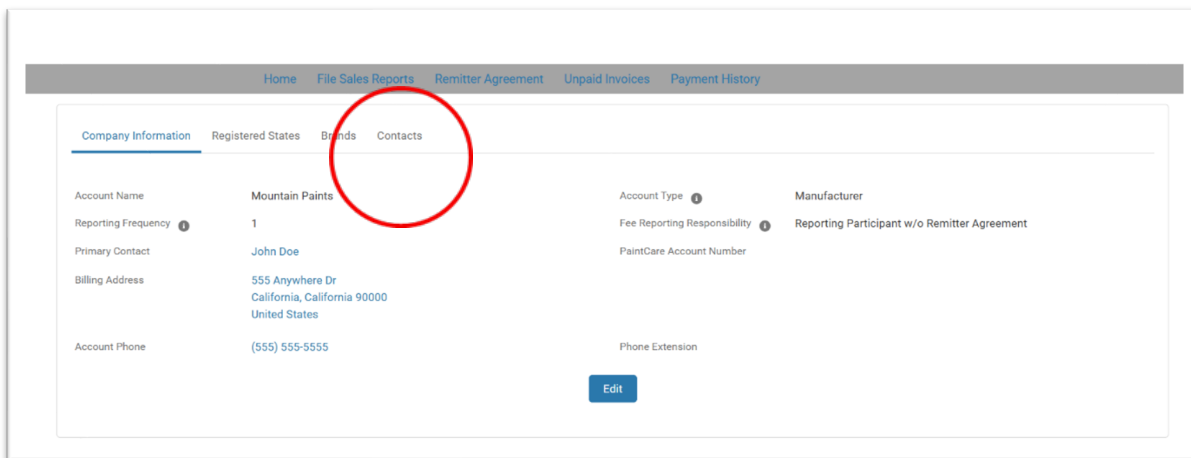 Home File Sales Reports Remitter Agreement Unpaid Invoices Payment History
Company Information Registered States Brands Contacts
Account Name Mountain Paints Account Type Manufacturer
Reporting Frequency 1 Fee Reporting Responsibility Reporting Participant w/o Remitter Agreement
Primary Contact John Doe PaintCare Account Number
Billing Address 555 Anywhere Dr
California, California 90000
United States
Account Phone (555) 555-5555 Phone Extension
Edit